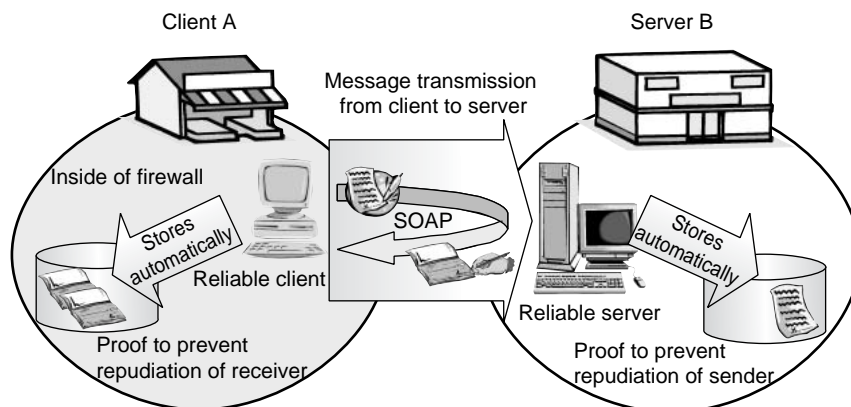 Client A
Server B
Message transmission
from client to server
Inside of firewall
SOAP
Stores
automatically
Stores
automatically
Reliable client
Reliable server
Proof to prevent
repudiation of receiver
Proof to prevent
repudiation of sender